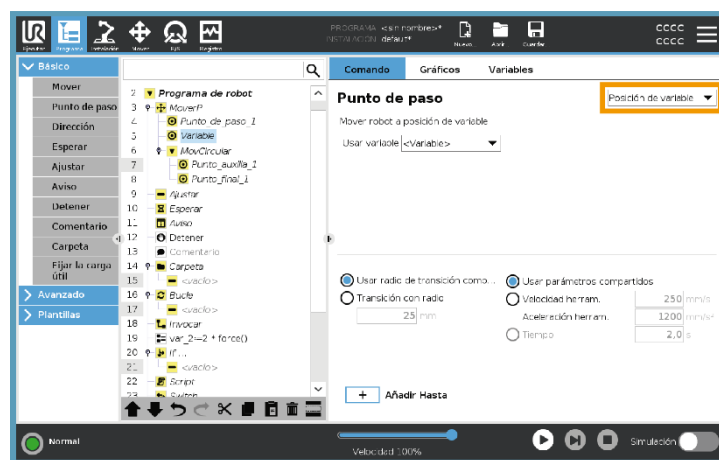 PROGRAMA <sin nombres>*
INSTALACIÓN default*
Ejecutar Programa Instalación Mover E/S Registro
Nuevo... Abrir... Guardar
cccc
cccc
Básico
Mover
Punto de paso
Dirección
Esperar
Ajustar
Aviso
Detener
Comentario
Carpeta
Fijar la carga
útil
Avanzado
Plantillas
2 Programa de robot
3 MoverP
4 Punto_de_paso_1
5 Variable
6 MovCircular
7 Punto_auxilia_1
8 Punto_final_1
9 Ajustar
10 Esperar
11 Aviso
12 Detener
13 Comentario
14 Carpeta
15 <vacío>
16 Bucle
17 <vacío>
18 Invocar
19 var_2:=2 * force()
20 If ...
21 <vacío>
22 Script
23 Switch
Comando Gráficos Variables
Punto de paso
Posición de variable
Mover robot a posición de variable
Usar variable <Variable>
Usar radio de transición comp...
Transición con radio
25 mm
Usar parámetros compartidos
Velocidad herram. 250 mm/s
Aceleración herram. 1200 mm/s²
Tiempo 2,0 s
+ Añadir Hasta
Normal
Velocidad 100%
Simulación